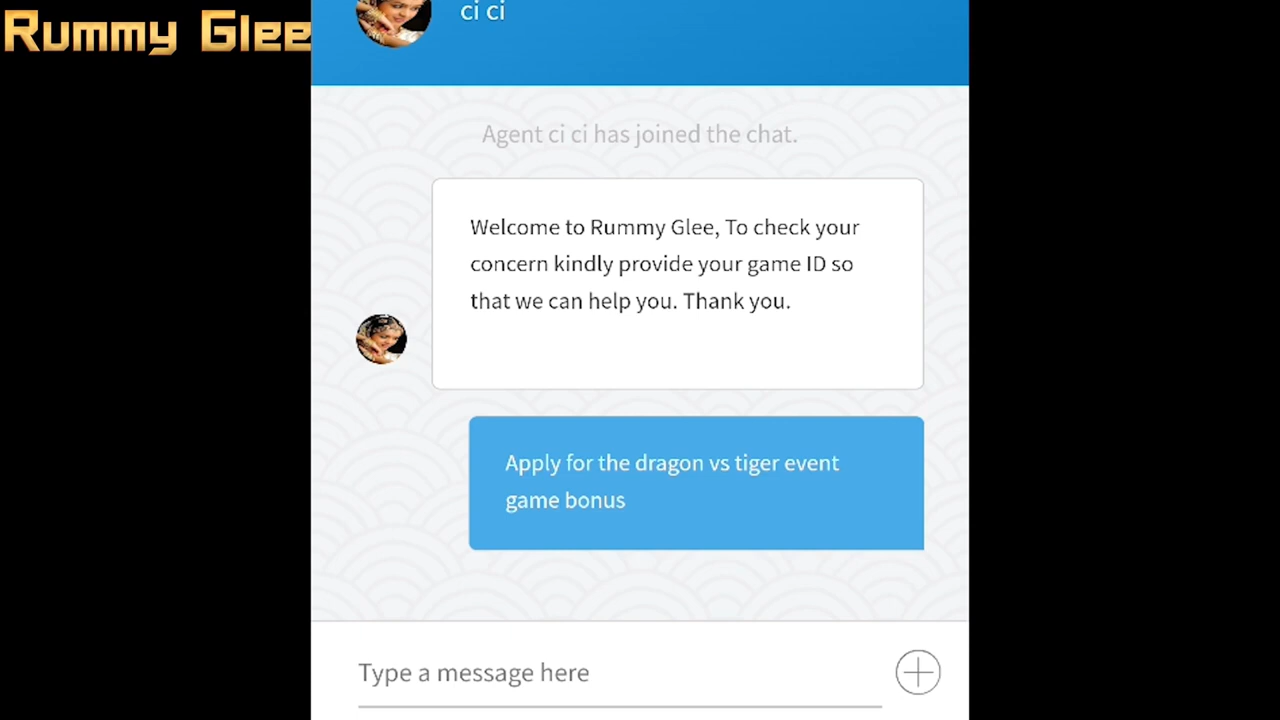 Rummy Glee
ci ci
Agent ci ci has joined the chat.
Welcome to Rummy Glee, To check your
concern kindly provide your game ID so
that we can help you. Thank you.
Apply for the dragon vs tiger event
game bonus
Type a message here